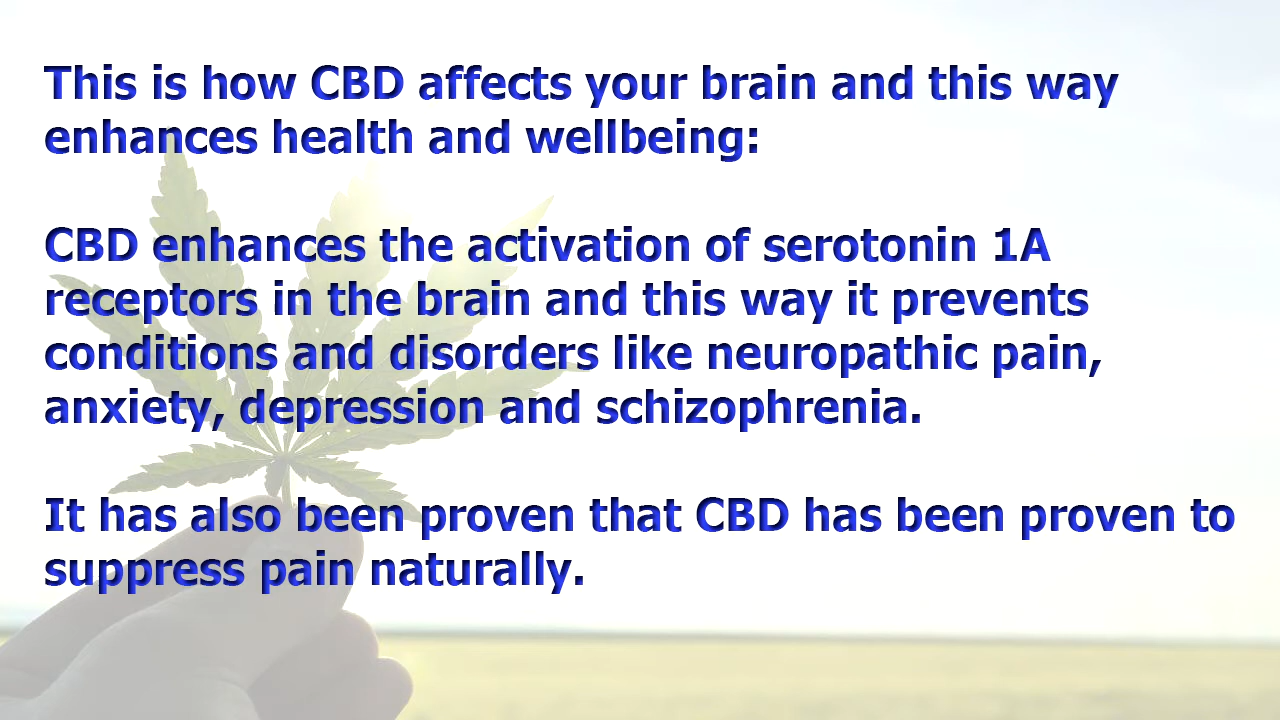 This is how CBD affects your brain and this way
enhances health and wellbeing:
CBD enhances the activation of serotonin 1A
receptors in the brain and this way it prevents
conditions and disorders like neuropathic pain,
anxiety, depression and schizophrenia.
It has also been proven that CBD has been proven to
suppress pain naturally.